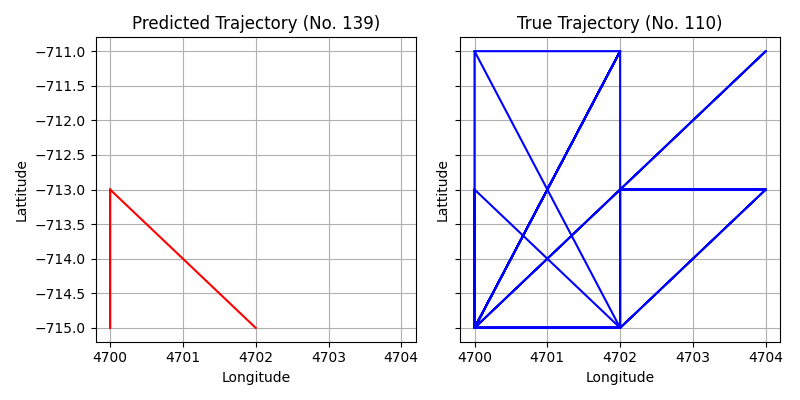 Predicted Trajectory (No. 139)
−711.0
−711.5
−712.0
−712.5
−713.0
−713.5
−714.0
−714.5
−715.0
Lattitude
4700 4701 4702 4703 4704
Longitude
True Trajectory (No. 110)
Lattitude
4700 4701 4702 4703 4704
Longitude